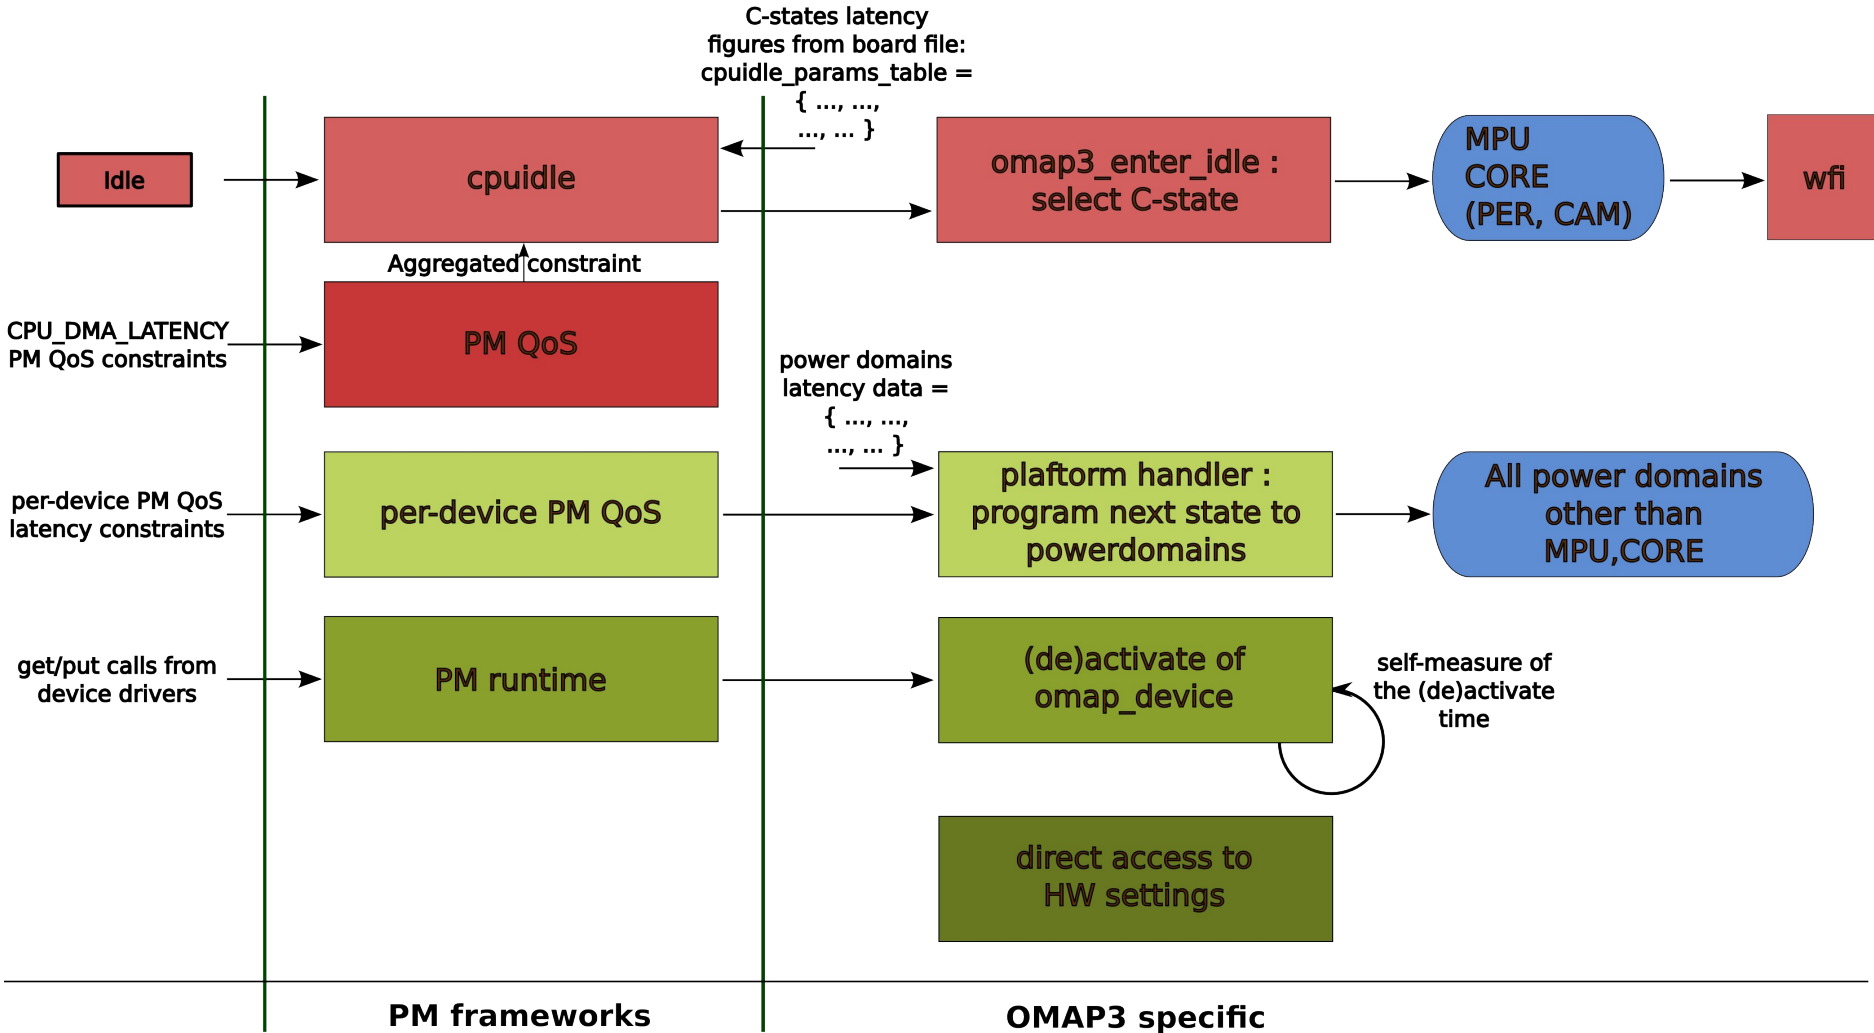 C-states latency
figures from board file:
cpuidle_params_table =
{ ..., ...,
..., ... }
Idle
cpuidle
omap3_enter_idle :
select C-state
MPU
CORE
(PER, CAM)
wfi
Aggregated constraint
CPU_DMA_LATENCY
PM QoS constraints
PM QoS
power domains
latency data =
{ ..., ...,
..., ... }
per-device PM QoS
latency constraints
per-device PM QoS
plaftorm handler :
program next state to
powerdomains
All power domains
other than
MPU,CORE
get/put calls from
device drivers
PM runtime
(de)activate of
omap_device
self-measure of
the (de)activate
time
direct access to
HW settings
PM frameworks
OMAP3 specific